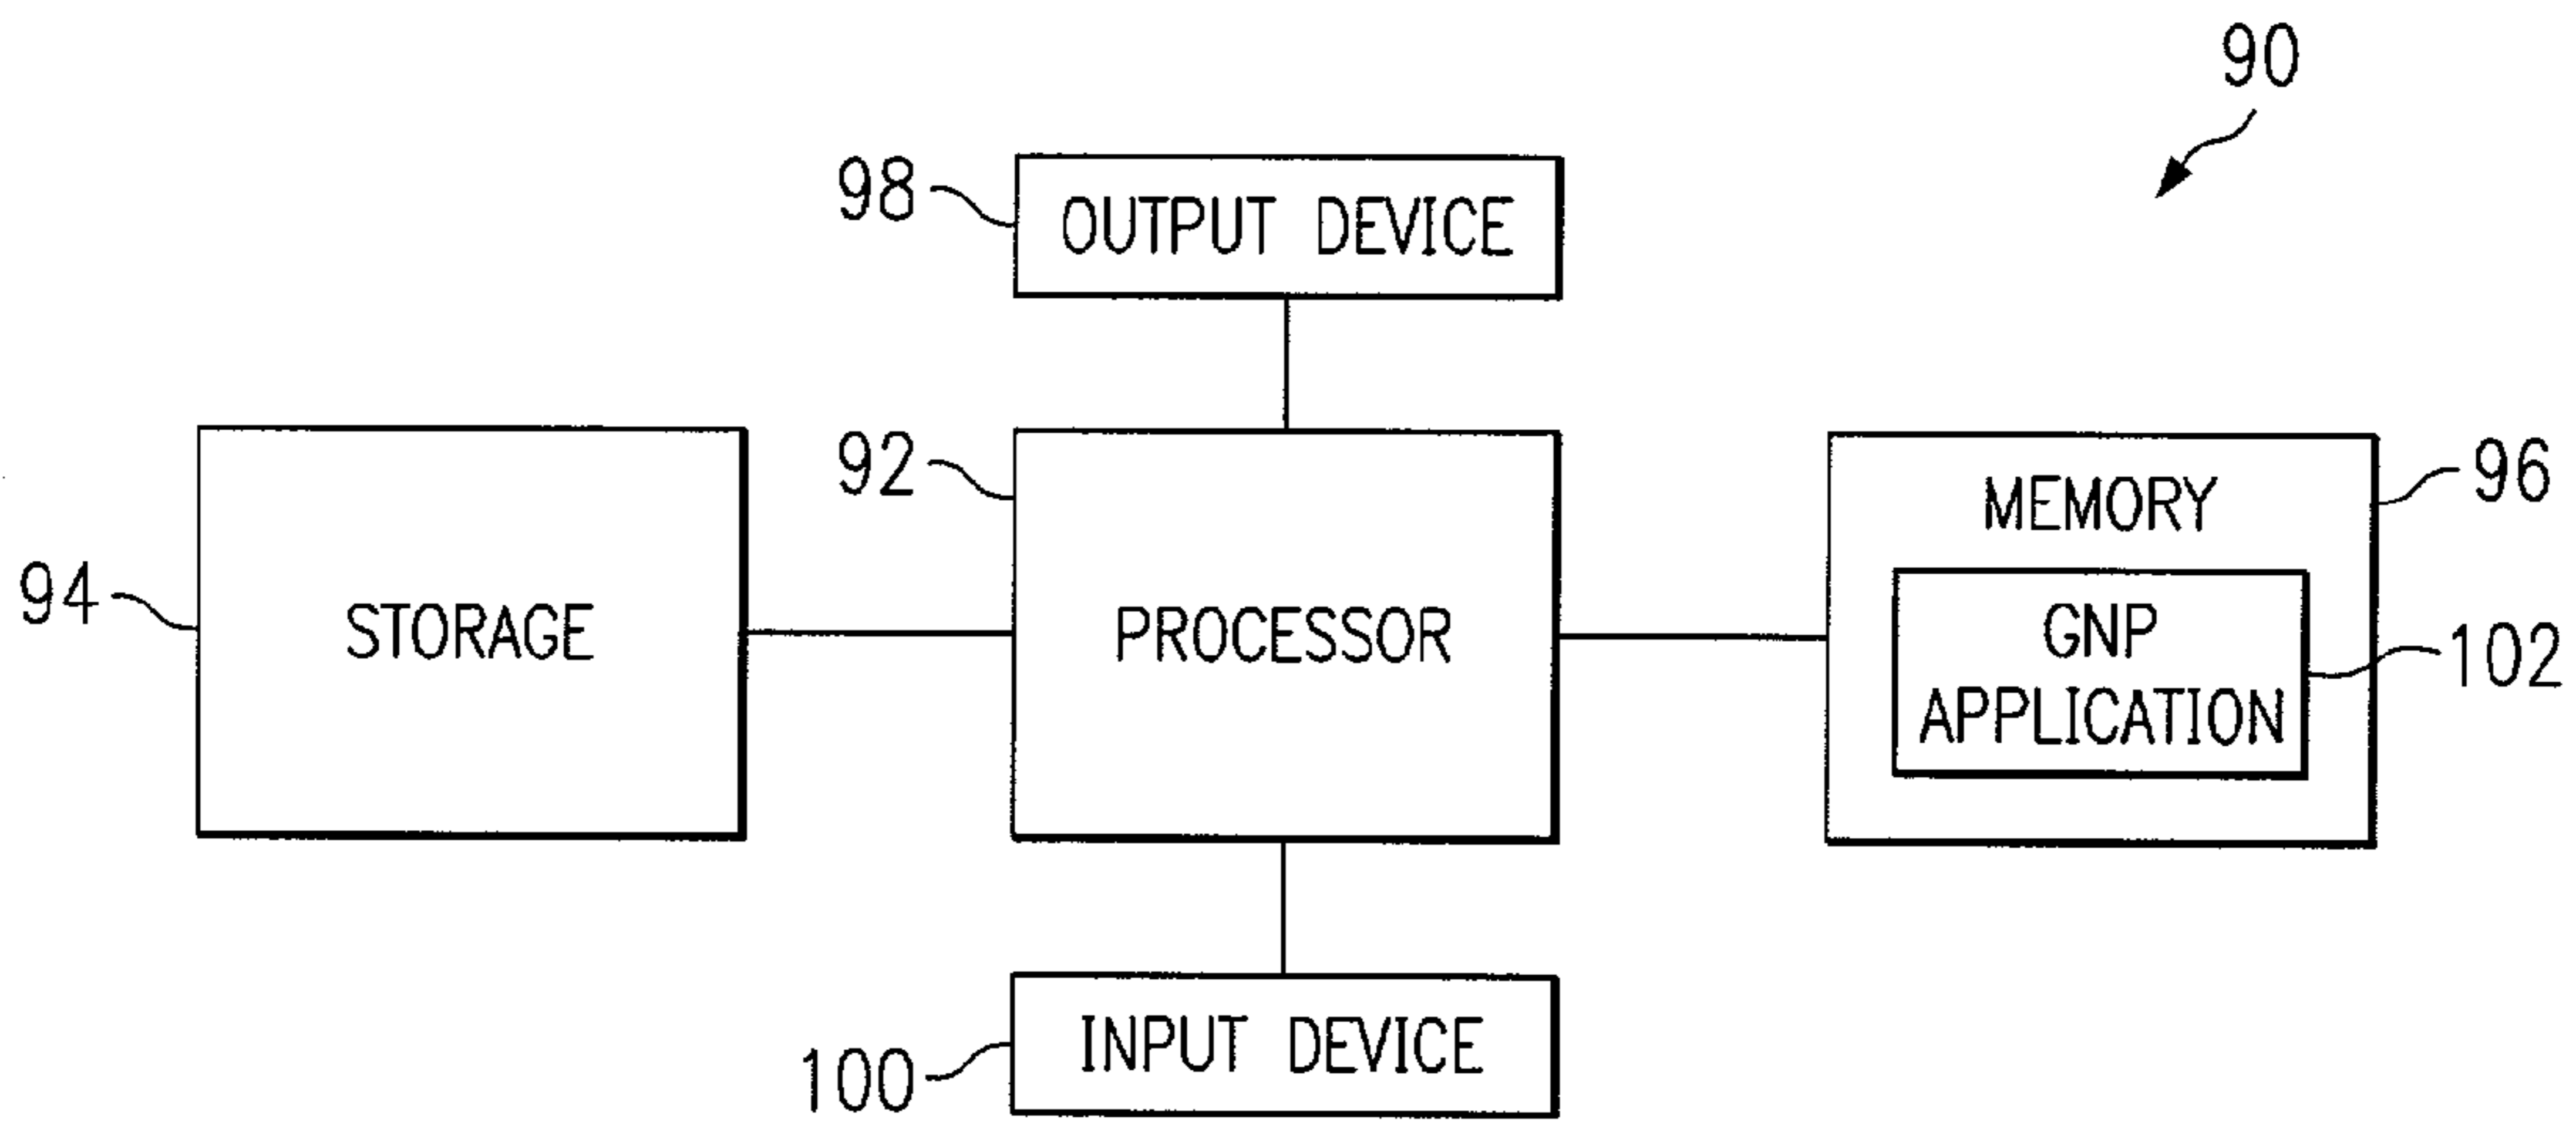 90
98
OUTPUT DEVICE
92
96
MEMORY
94
STORAGE
PROCESSOR
GNP
APPLICATION
102
100
INPUT DEVICE